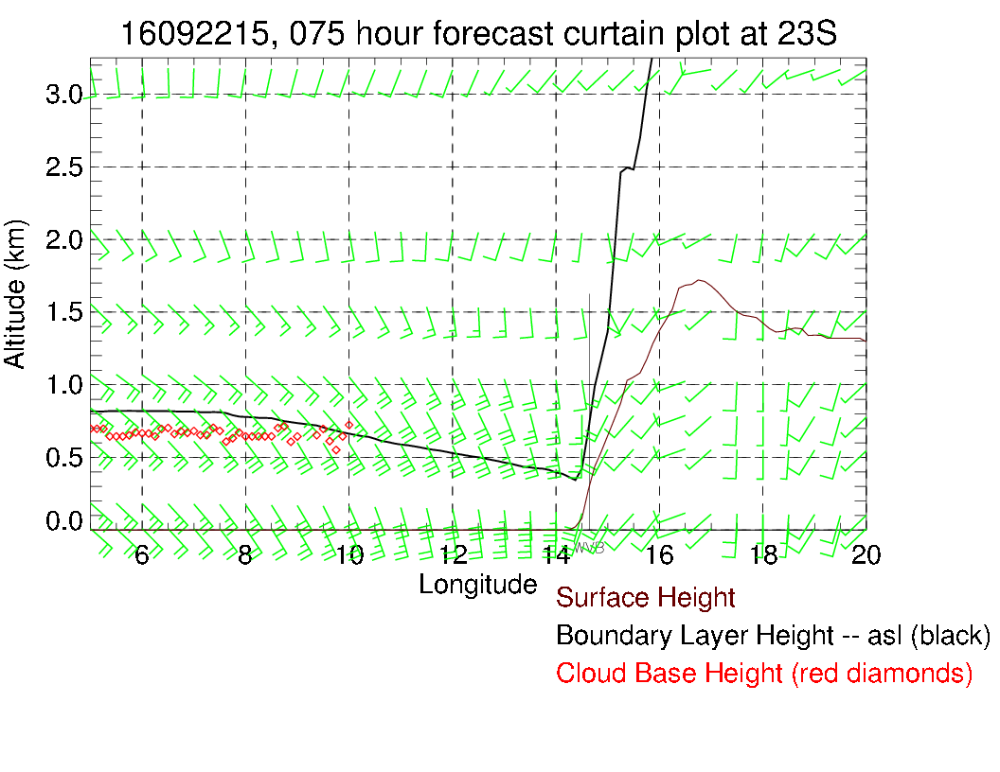 16092215, 075 hour forecast curtain plot at 23S
3.0
2.5
2.0
1.5
1.0
0.5
0.0
Altitude (km)
6 8 10 12 14 16 18 20
WVB
Longitude
Surface Height
Boundary Layer Height -- asl (black)
Cloud Base Height (red diamonds)